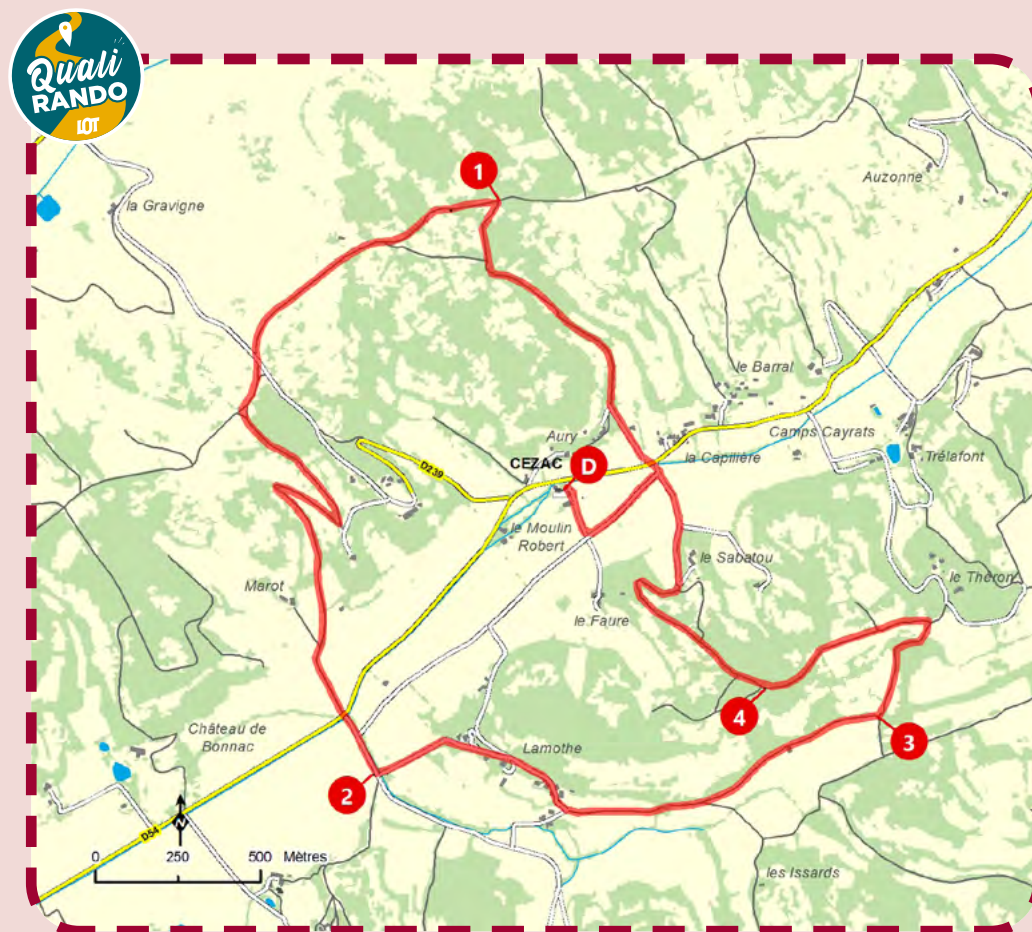 Quali
RANDO
LOT
1
la Gravigne
Auzonne
le Barral
Camps Cayrats
Aury
la Capilière
CEZAC
D
Trélafont
D239
le Moulin
Robert
le Sabatou
le Théron
Marot
le Faure
4
3
Château de
Bonnac
Lamothe
2
N
D54
0 250 500 Mètres
les Issards